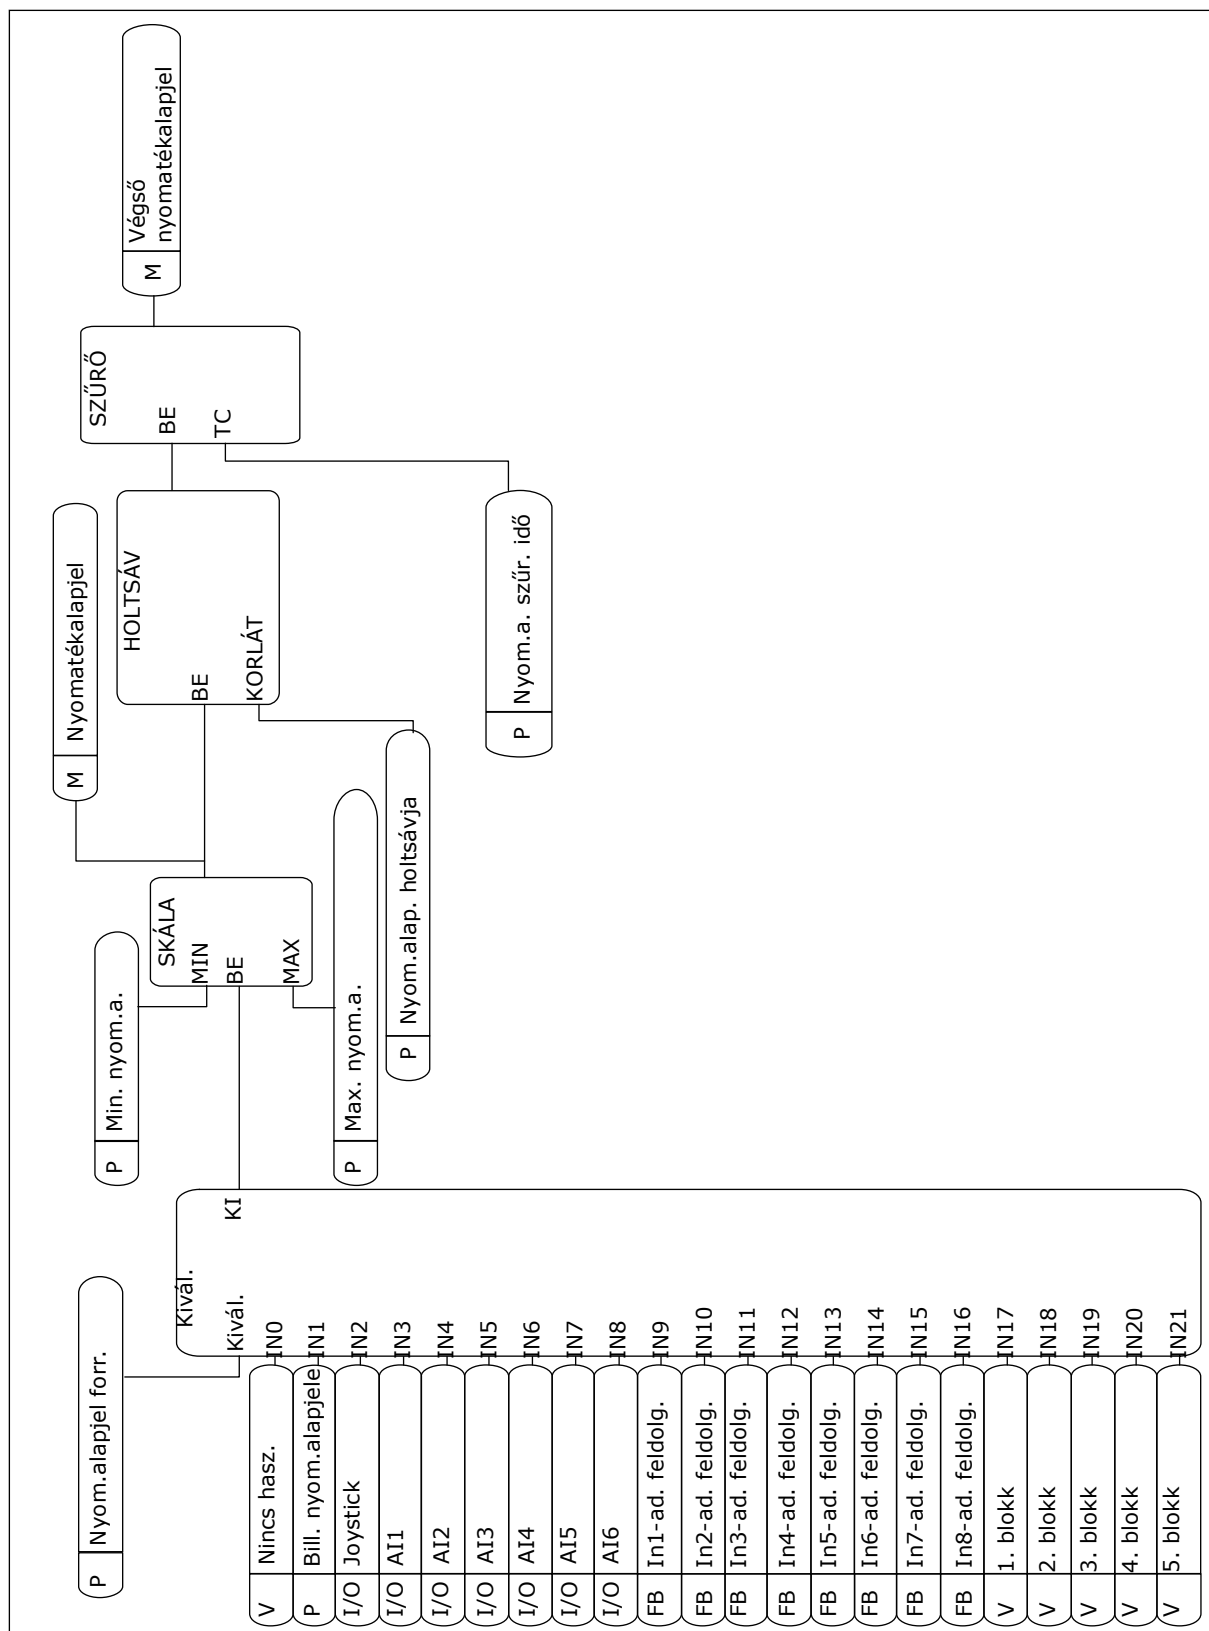 P Nyom.alapjel forr.
Kivál.
Kivál.
KI
V Nincs hasz. IN0
P Bill. nyom.alapjele IN1
I/O Joystick IN2
I/O AI1 IN3
I/O AI2 IN4
I/O AI3 IN5
I/O AI4 IN6
I/O AI5 IN7
I/O AI6 IN8
FB In1-ad. feldolg. IN9
FB In2-ad. feldolg. IN10
FB In3-ad. feldolg. IN11
FB In4-ad. feldolg. IN12
FB In5-ad. feldolg. IN13
FB In6-ad. feldolg. IN14
FB In7-ad. feldolg. IN15
FB In8-ad. feldolg. IN16
V 1. blokk IN17
V 2. blokk IN18
V 3. blokk IN19
V 4. blokk IN20
V 5. blokk IN21
P Min. nyom.a.
SKÁLA
MIN
BE
MAX
P Max. nyom.a.
P Nyom.alap. holtsávja
M Nyomatékalapjel
HOLTSÁV
BE
KORLÁT
P Nyom.a. szűr. idő
SZŰRŐ
BE
TC
M Végső
nyomatékalapjel